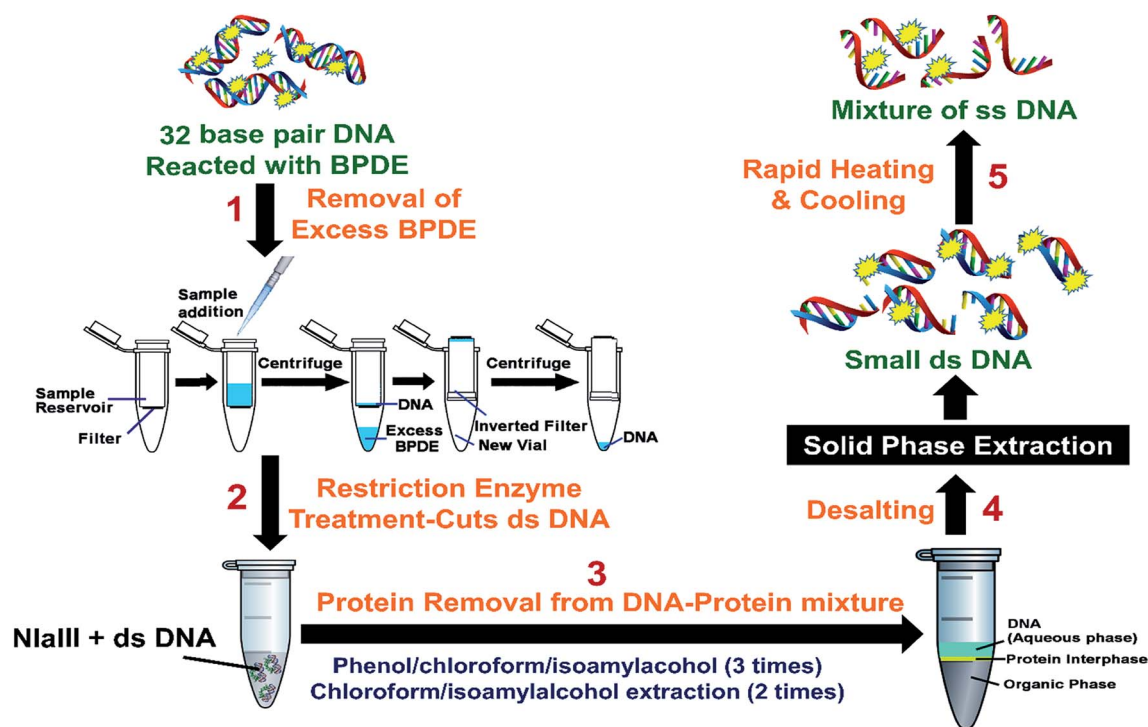 32 base pair DNA
Reacted with BPDE
1
Removal of
Excess BPDE
Sample
addition
Centrifuge
Centrifuge
Sample
Reservoir
Filter
DNA
Excess
BPDE
Inverted Filter
New Vial
DNA
2
Restriction Enzyme
Treatment-Cuts ds DNA
NlaIII + ds DNA
3
Protein Removal from DNA-Protein mixture
Phenol/chloroform/isoamylacohol (3 times)
Chloroform/isoamylalcohol extraction (2 times)
DNA
(Aqueous phase)
Protein Interphase
Organic Phase
Desalting
4
Solid Phase Extraction
Small ds DNA
Rapid Heating
& Cooling
5
Mixture of ss DNA